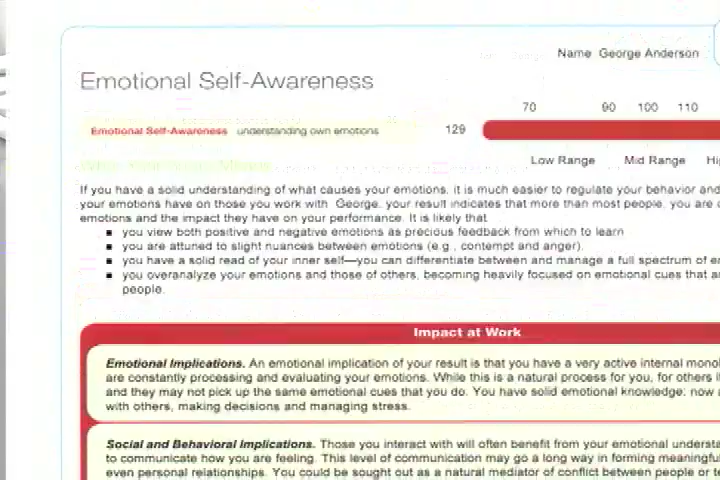 Name George Anderson
Emotional Self-Awareness
70 90 100 110
Emotional Self-Awareness understanding own emotions 129
Low Range Mid Range
If you have a solid understanding of what causes your emotions, it is much easier to regulate your behavior and
your emotions have on those you work with. George, your result indicates that more than most people, you are
emotions and the impact they have on your performance. It is likely that
▪ you view both positive and negative emotions as precious feedback from which to learn
▪ you are attuned to slight nuances between emotions (e.g., contempt and anger).
▪ you have a solid read of your inner self—you can differentiate between and manage a full spectrum of
▪ you overanalyze your emotions and those of others, becoming heavily focused on emotional cues that
people.
Impact at Work
Emotional Implications. An emotional implication of your result is that you have a very active internal
are constantly processing and evaluating your emotions. While this is a natural process for you, for others
and they may not pick up the same emotional cues that you do. You have solid emotional knowledge; now
with others, making decisions and managing stress.
Social and Behavioral Implications. Those you interact with will often benefit from your emotional
to communicate how you are feeling. This level of communication may go a long way in forming
even personal relationships. You could be sought out as a natural mediator of conflict between people or